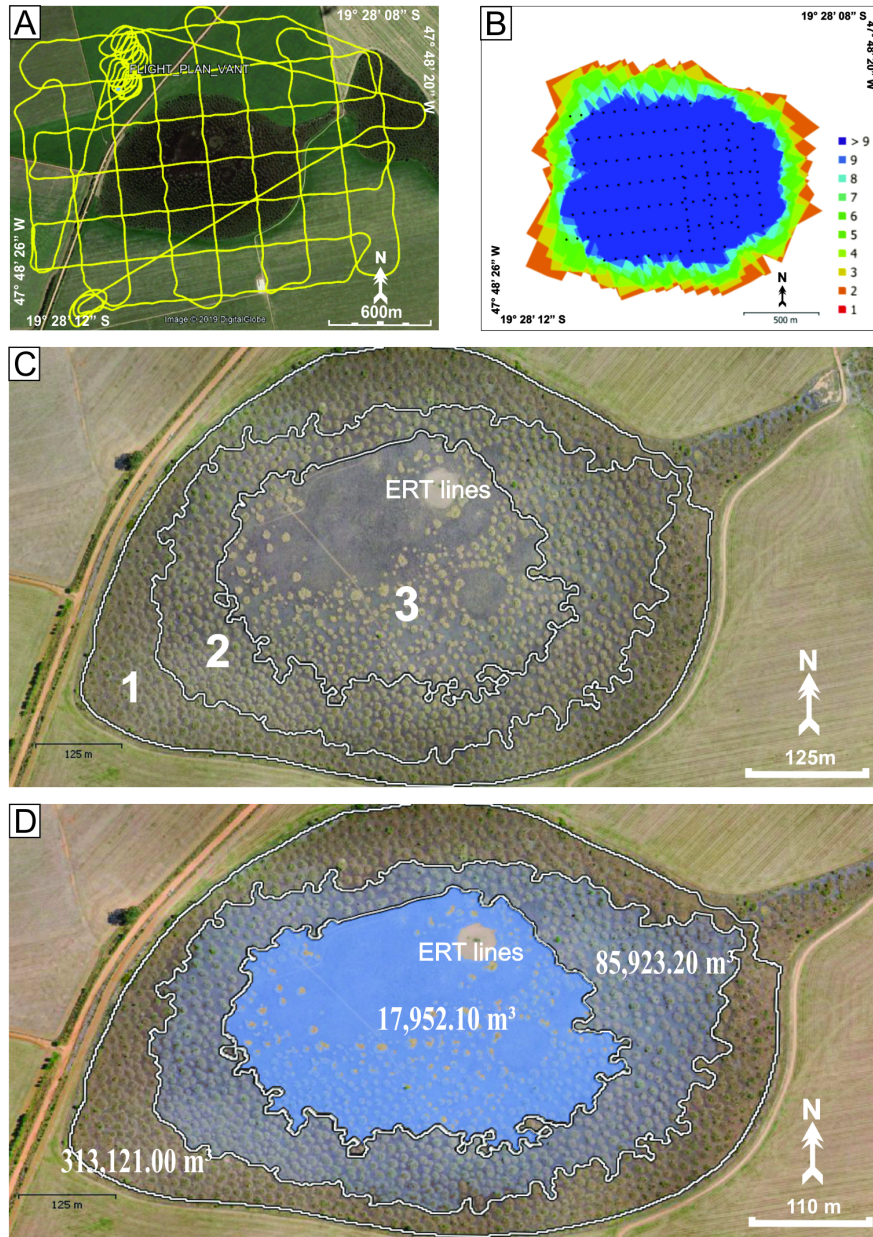 A
19° 28' 08” S
47° 48' 20” W
FLIGHT_PLAN_VANT
47° 48' 26” W
19° 28' 12” S
Image © 2019 DigitalGlobe
N
600m
B
19° 28' 08” S
47° 48' 20” W
> 9
9
8
7
6
5
4
3
2
1
47° 48' 26” W
19° 28' 12” S
N
500 m
C
ERT lines
3
2
1
N
125 m
125m
D
ERT lines
85,923.20 m³
17,952.10 m³
313,121.00 m³
N
125 m
110 m